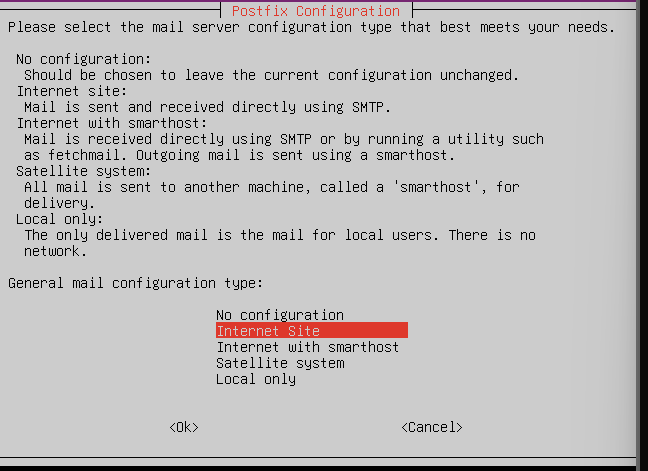 Postfix Configuration
Please select the mail server configuration type that best meets your needs.
No configuration:
Should be chosen to leave the current configuration unchanged.
Internet site:
Mail is sent and received directly using SMTP.
Internet with smarthost:
Mail is received directly using SMTP or by running a utility such
as fetchmail. Outgoing mail is sent using a smarthost.
Satellite system:
All mail is sent to another machine, called a 'smarthost', for
delivery.
Local only:
The only delivered mail is the mail for local users. There is no
network.
General mail configuration type:
No configuration
Internet Site
Internet with smarthost
Satellite system
Local only
<Ok> <Cancel>